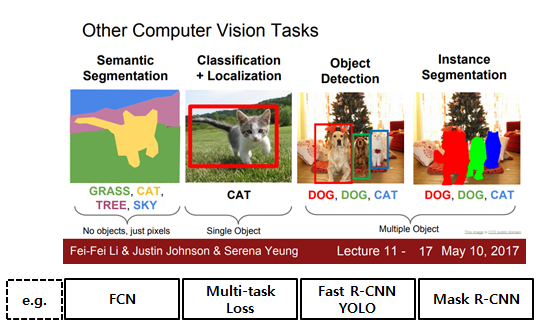 Other Computer Vision Tasks
Semantic
Segmentation
Classification
+ Localization
Object
Detection
Instance
Segmentation
GRASS, CAT,
TREE, SKY
CAT
DOG, DOG, CAT
DOG, DOG, CAT
No objects, just pixels
Single Object
Multiple Object
This image is CC0 public domain
Fei-Fei Li & Justin Johnson & Serena Yeung
Lecture 11 - 17 May 10, 2017
e.g.
FCN
Multi-task
Loss
Fast R-CNN
YOLO
Mask R-CNN